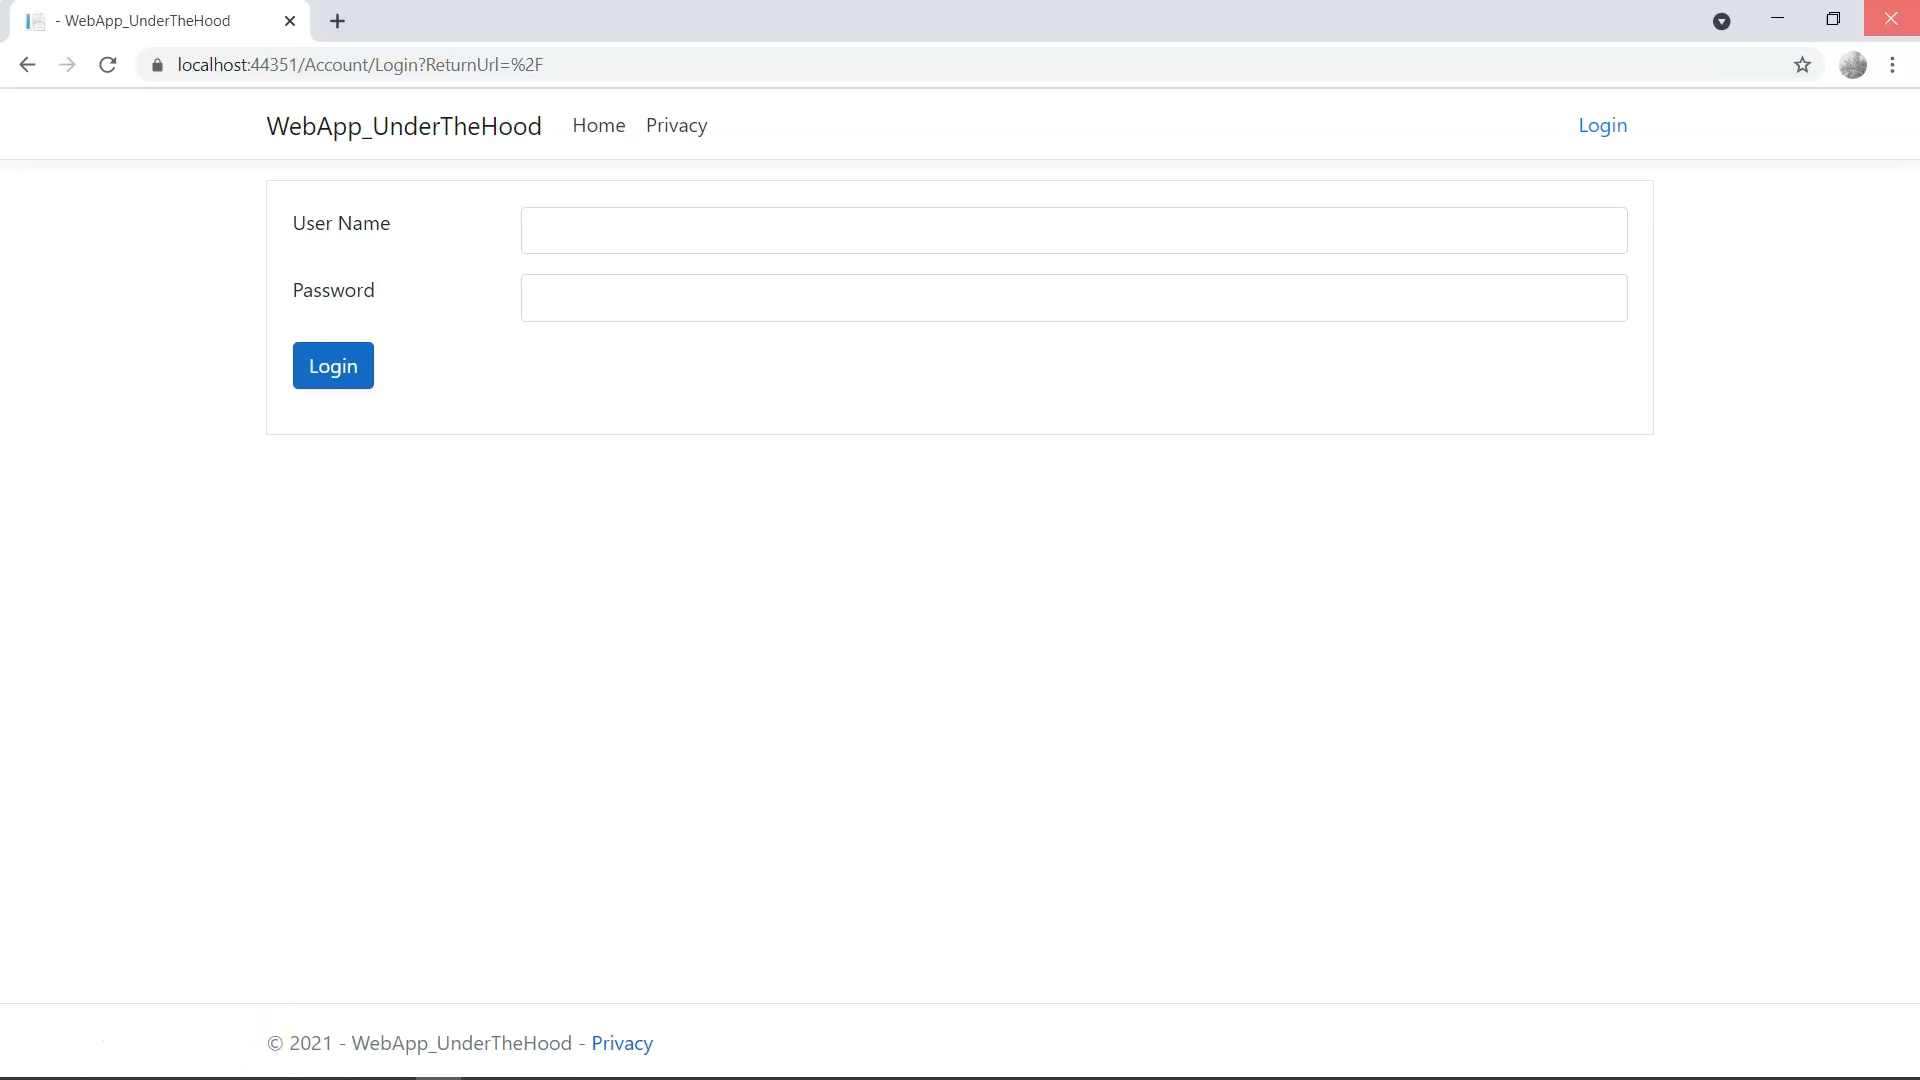 - WebApp_UnderTheHood
localhost:44351/Account/Login?ReturnUrl=%2F
WebApp_UnderTheHood Home Privacy Login
User Name
Password
Login
© 2021 - WebApp_UnderTheHood - Privacy